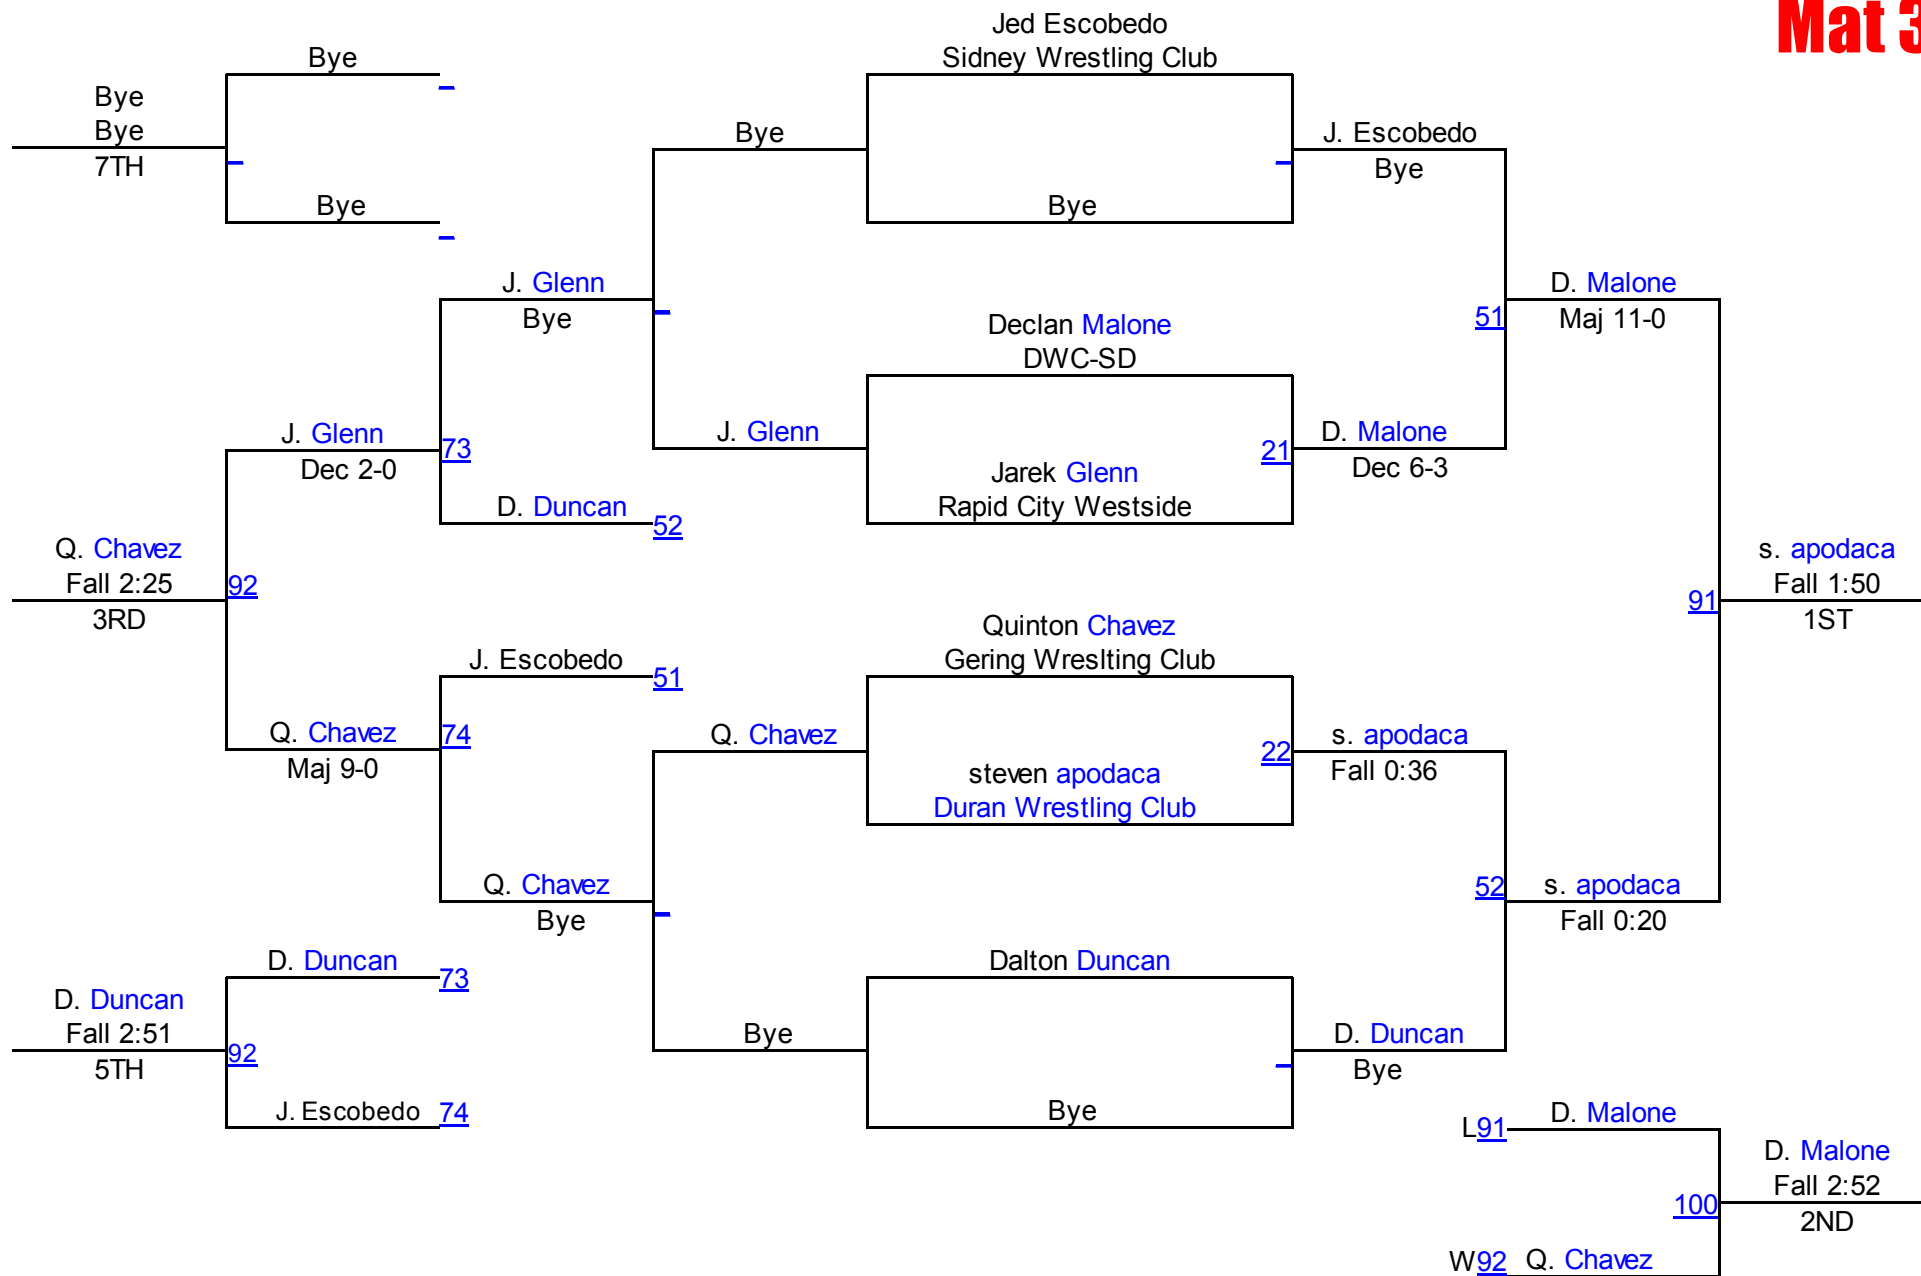 Mat 3
Jed Escobedo
Sidney Wrestling Club
Bye
Bye
Bye
7TH
Bye
Bye
J. Escobedo
Bye
Bye
J. Glenn
Bye
D. Malone
Maj 11-0
51
Declan Malone
DWC-SD
J. Glenn
Dec 2-0
73
J. Glenn
21
D. Malone
Dec 6-3
Jarek Glenn
Rapid City Westside
D. Duncan
52
Q. Chavez
Fall 2:25
3RD
92
s. apodaca
Fall 1:50
1ST
91
Quinton Chavez
Gering Wreslting Club
J. Escobedo
51
Q. Chavez
Maj 9-0
74
Q. Chavez
22
s. apodaca
Fall 0:36
steven apodaca
Duran Wrestling Club
Q. Chavez
Bye
52
s. apodaca
Fall 0:20
D. Duncan
73
Dalton Duncan
D. Duncan
Fall 2:51
5TH
92
Bye
D. Duncan
Bye
J. Escobedo
74
Bye
L91
D. Malone
D. Malone
Fall 2:52
2ND
100
W92
Q. Chavez